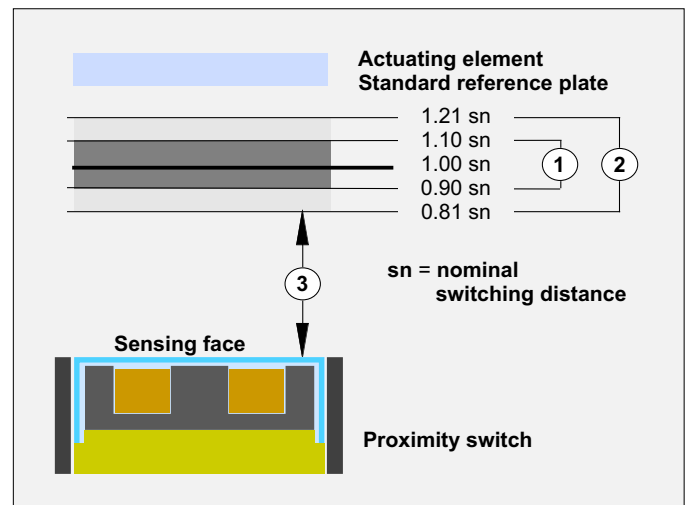 Actuating element
Standard reference plate
1.21 sn
1.10 sn
1.00 sn
0.90 sn
0.81 sn
1
2
sn = nominal
switching distance
3
Sensing face
Proximity switch